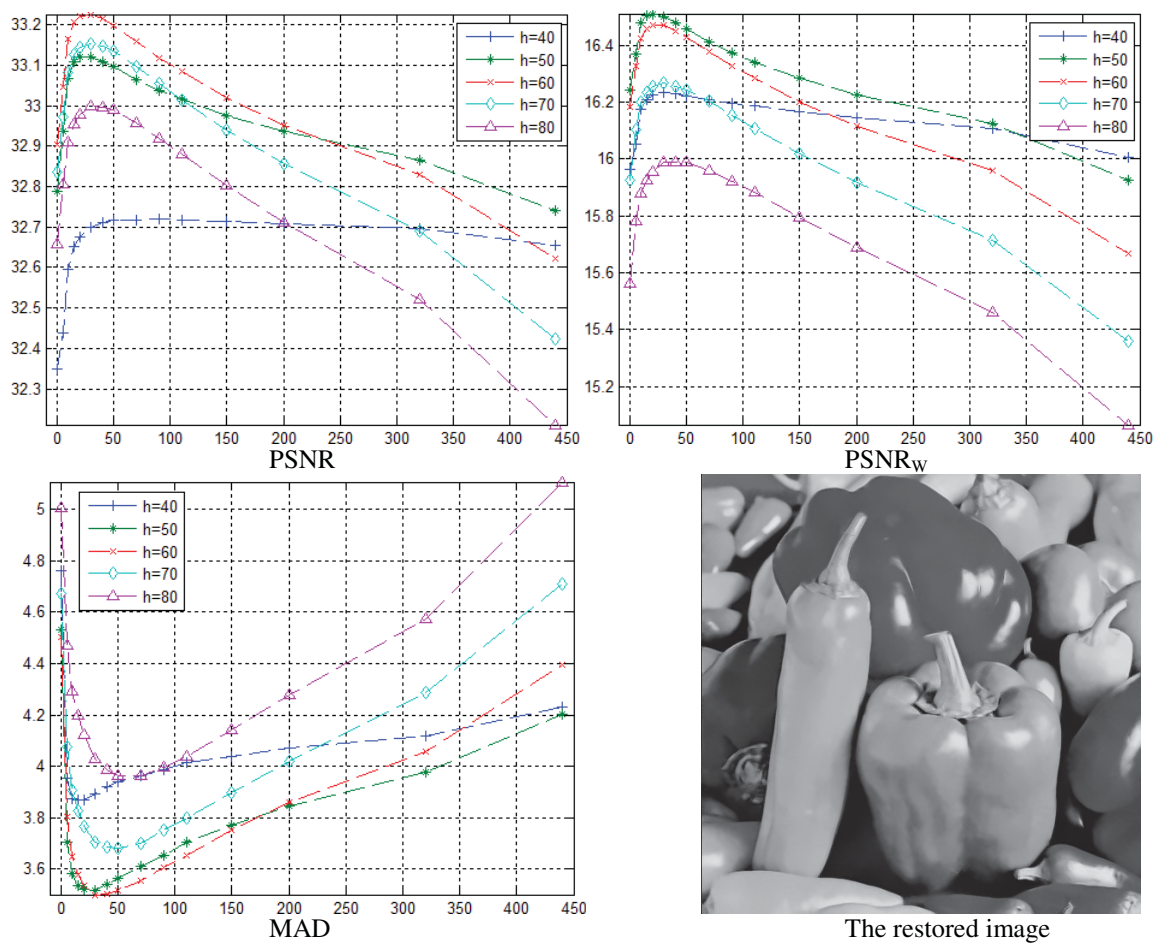 33.2
33.1
33
32.9
32.8
32.7
32.6
32.5
32.4
32.3
0 50 100 150 200 250 300 350 400 450
h=40
h=50
h=60
h=70
h=80
PSNR
16.4
16.2
16
15.8
15.6
15.4
15.2
0 50 100 150 200 250 300 350 400 450
h=40
h=50
h=60
h=70
h=80
PSNRW
5
4.8
4.6
4.4
4.2
4
3.8
3.6
0 50 100 150 200 250 300 350 400 450
h=40
h=50
h=60
h=70
h=80
MAD
The restored image